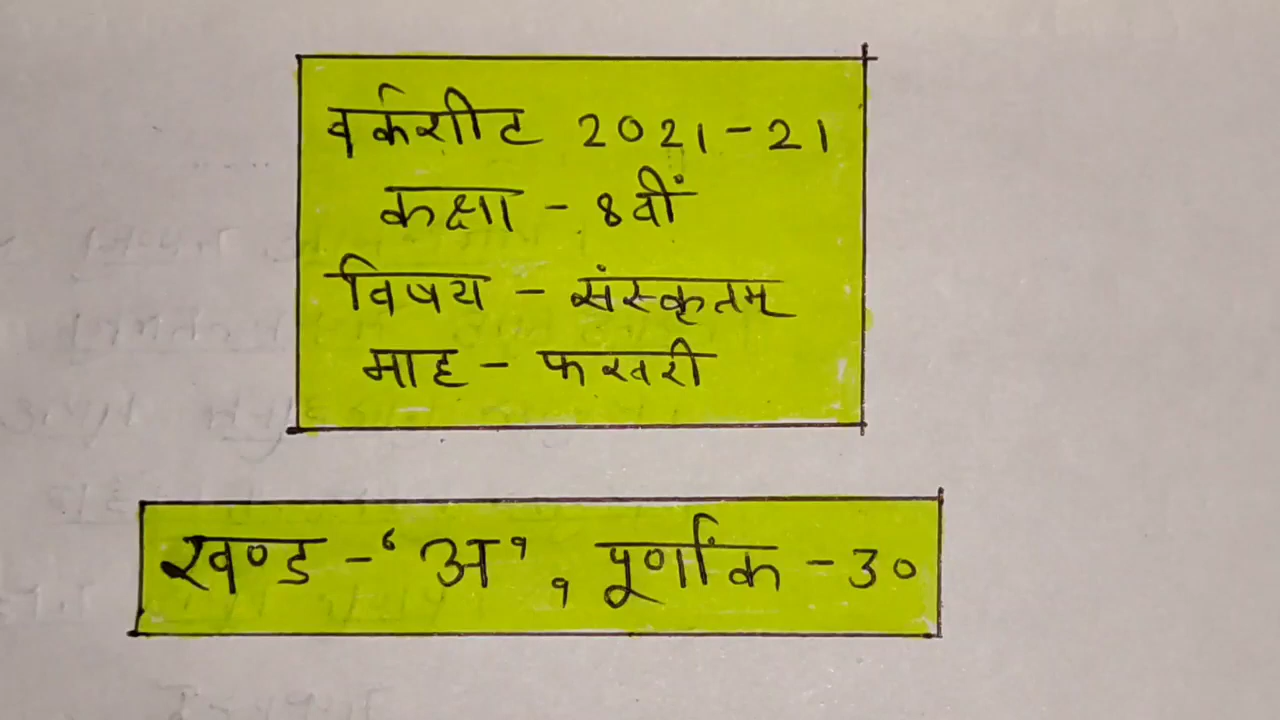 वर्कशीट 2021-21
कक्षा - 8वीं
विषय - संस्कृतम्
माह - फरवरी
खण्ड - 'अ', पूर्णांक - 30